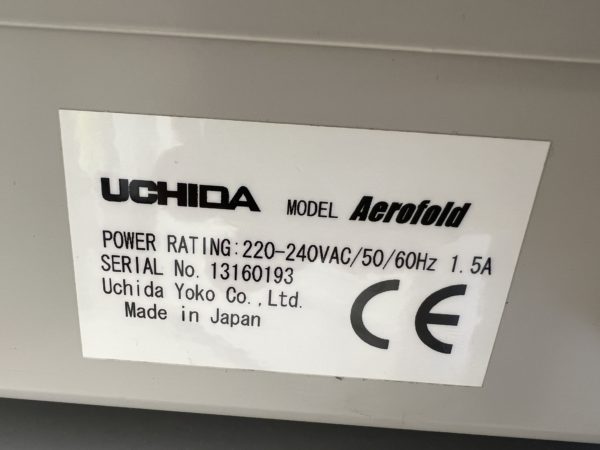 UCHIDA MODEL Aerofold
POWER RATING:220-240VAC/50/60Hz 1.5A
SERIAL No. 13160193
Uchida Yoko Co.,Ltd.
Made in Japan
CE